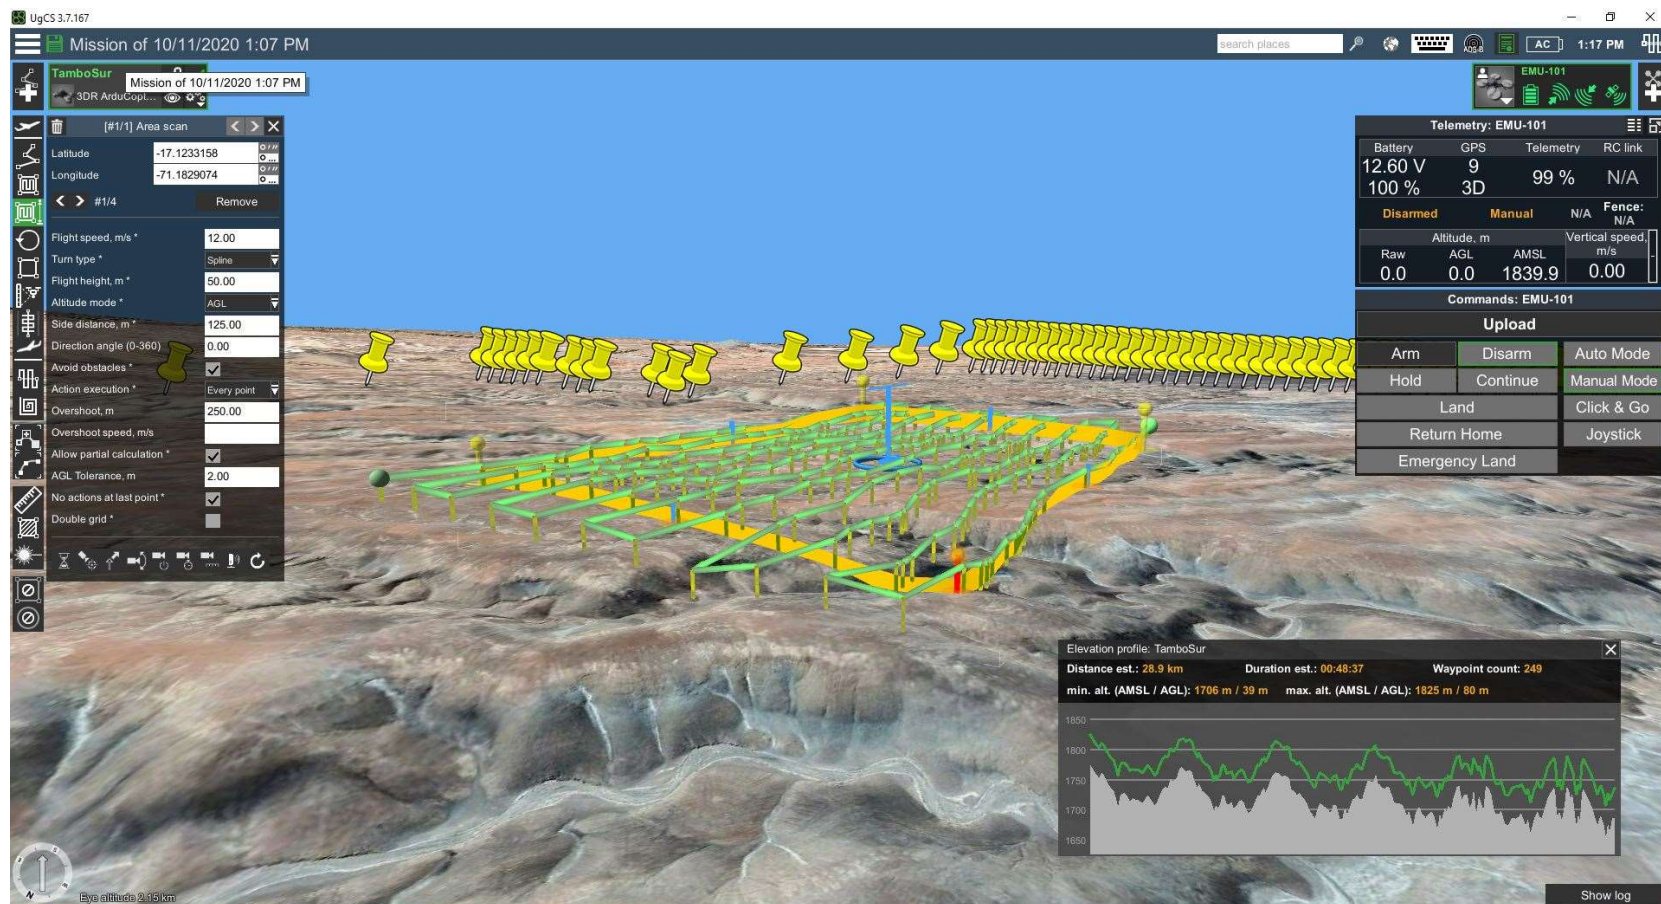 UgCS 3.7.167
Mission of 10/11/2020 1:07 PM
search places
ADS-B
AC
1:17 PM
TamboSur
Mission of 10/11/2020 1:07 PM
3DR ArduCopt...
EMU-101
[#1/1] Area scan
Latitude -17.1233158
Longitude -71.1829074
#1/4 Remove
Flight speed, m/s * 12.00
Turn type * Spline
Flight height, m * 50.00
Altitude mode * AGL
Side distance, m * 125.00
Direction angle (0-360) 0.00
Avoid obstacles *
Action execution * Every point
Overshoot, m 250.00
Overshoot speed, m/s
Allow partial calculation *
AGL Tolerance, m 2.00
No actions at last point *
Double grid *
Telemetry: EMU-101
Battery GPS Telemetry RC link
12.60 V 9 99 % N/A
100 % 3D
Disarmed Manual N/A Fence: N/A
Altitude, m Vertical speed, m/s
Raw AGL AMSL
0.0 0.0 1839.9 0.00
Commands: EMU-101
Upload
Arm Disarm Auto Mode
Hold Continue Manual Mode
Land Click & Go
Return Home Joystick
Emergency Land
Elevation profile: TamboSur
Distance est.: 28.9 km Duration est.: 00:48:37 Waypoint count: 249
min. alt. (AMSL / AGL): 1706 m / 39 m max. alt. (AMSL / AGL): 1825 m / 80 m
1850
1800
1750
1700
1650
N
Eye altitude 2.15 km
Show log